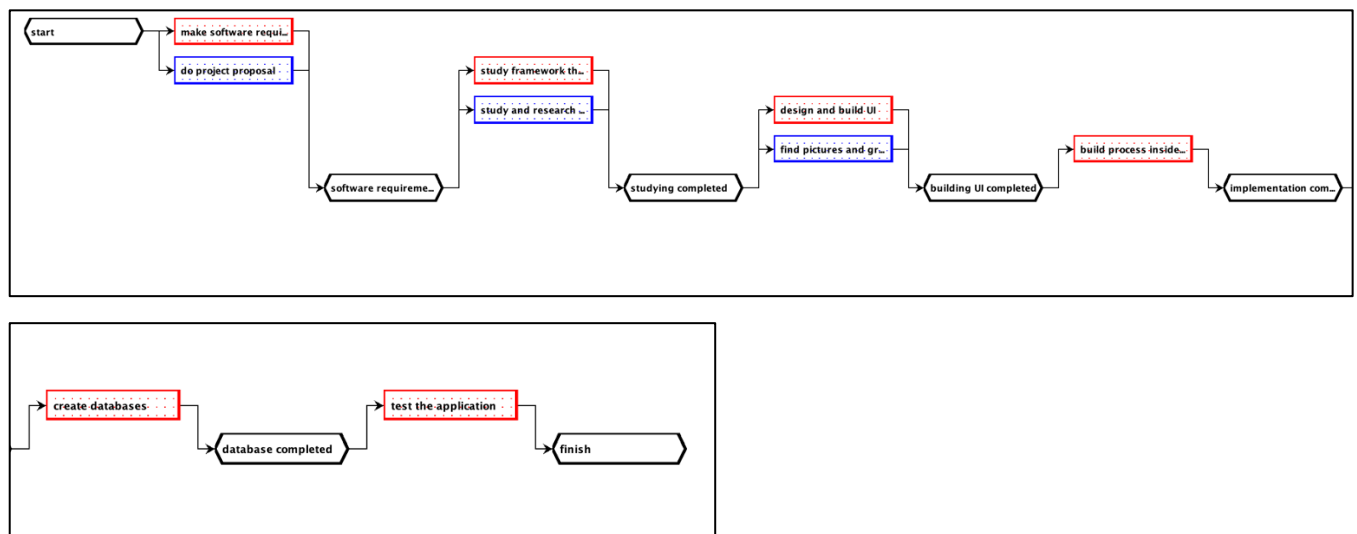 start
make software requi...
do project proposal
study framework th...
study and research ...
design and build UI
find pictures and gr...
build process inside...
software requireme...
studying completed
building UI completed
implementation com...
create databases
test the application
database completed
finish